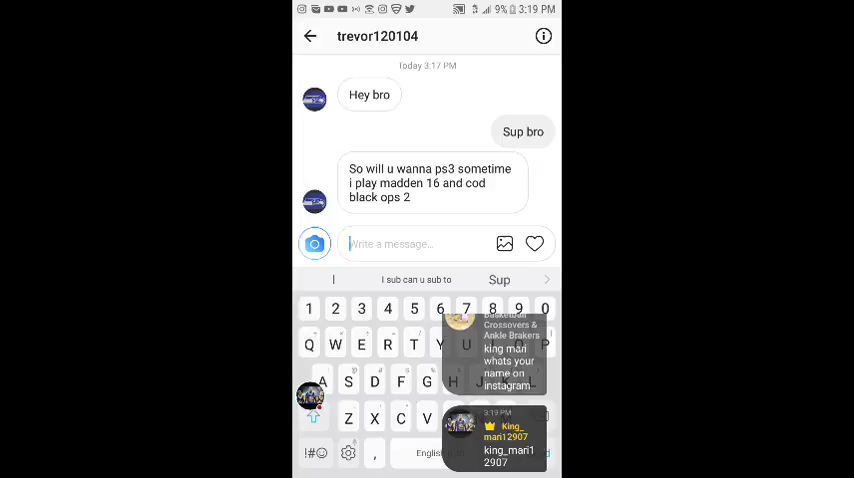 9% 3:19 PM
trevor120104
Today 3:17 PM
Hey bro
Sup bro
So will u wanna ps3 sometime
i play madden 16 and cod
black ops 2
Write a message...
I
I sub can u sub to
Sup
1 2 3 4 5 6 7 8 9 0
Q W E R T Y U I O P
A S D F G H J K L
Basketball
Crossovers &
Ankle Brakers
king mari
whats your
name on
instagram
Z X C V
3:19 PM
King_
mari12907
king_mari1
2907
!#☺ ,